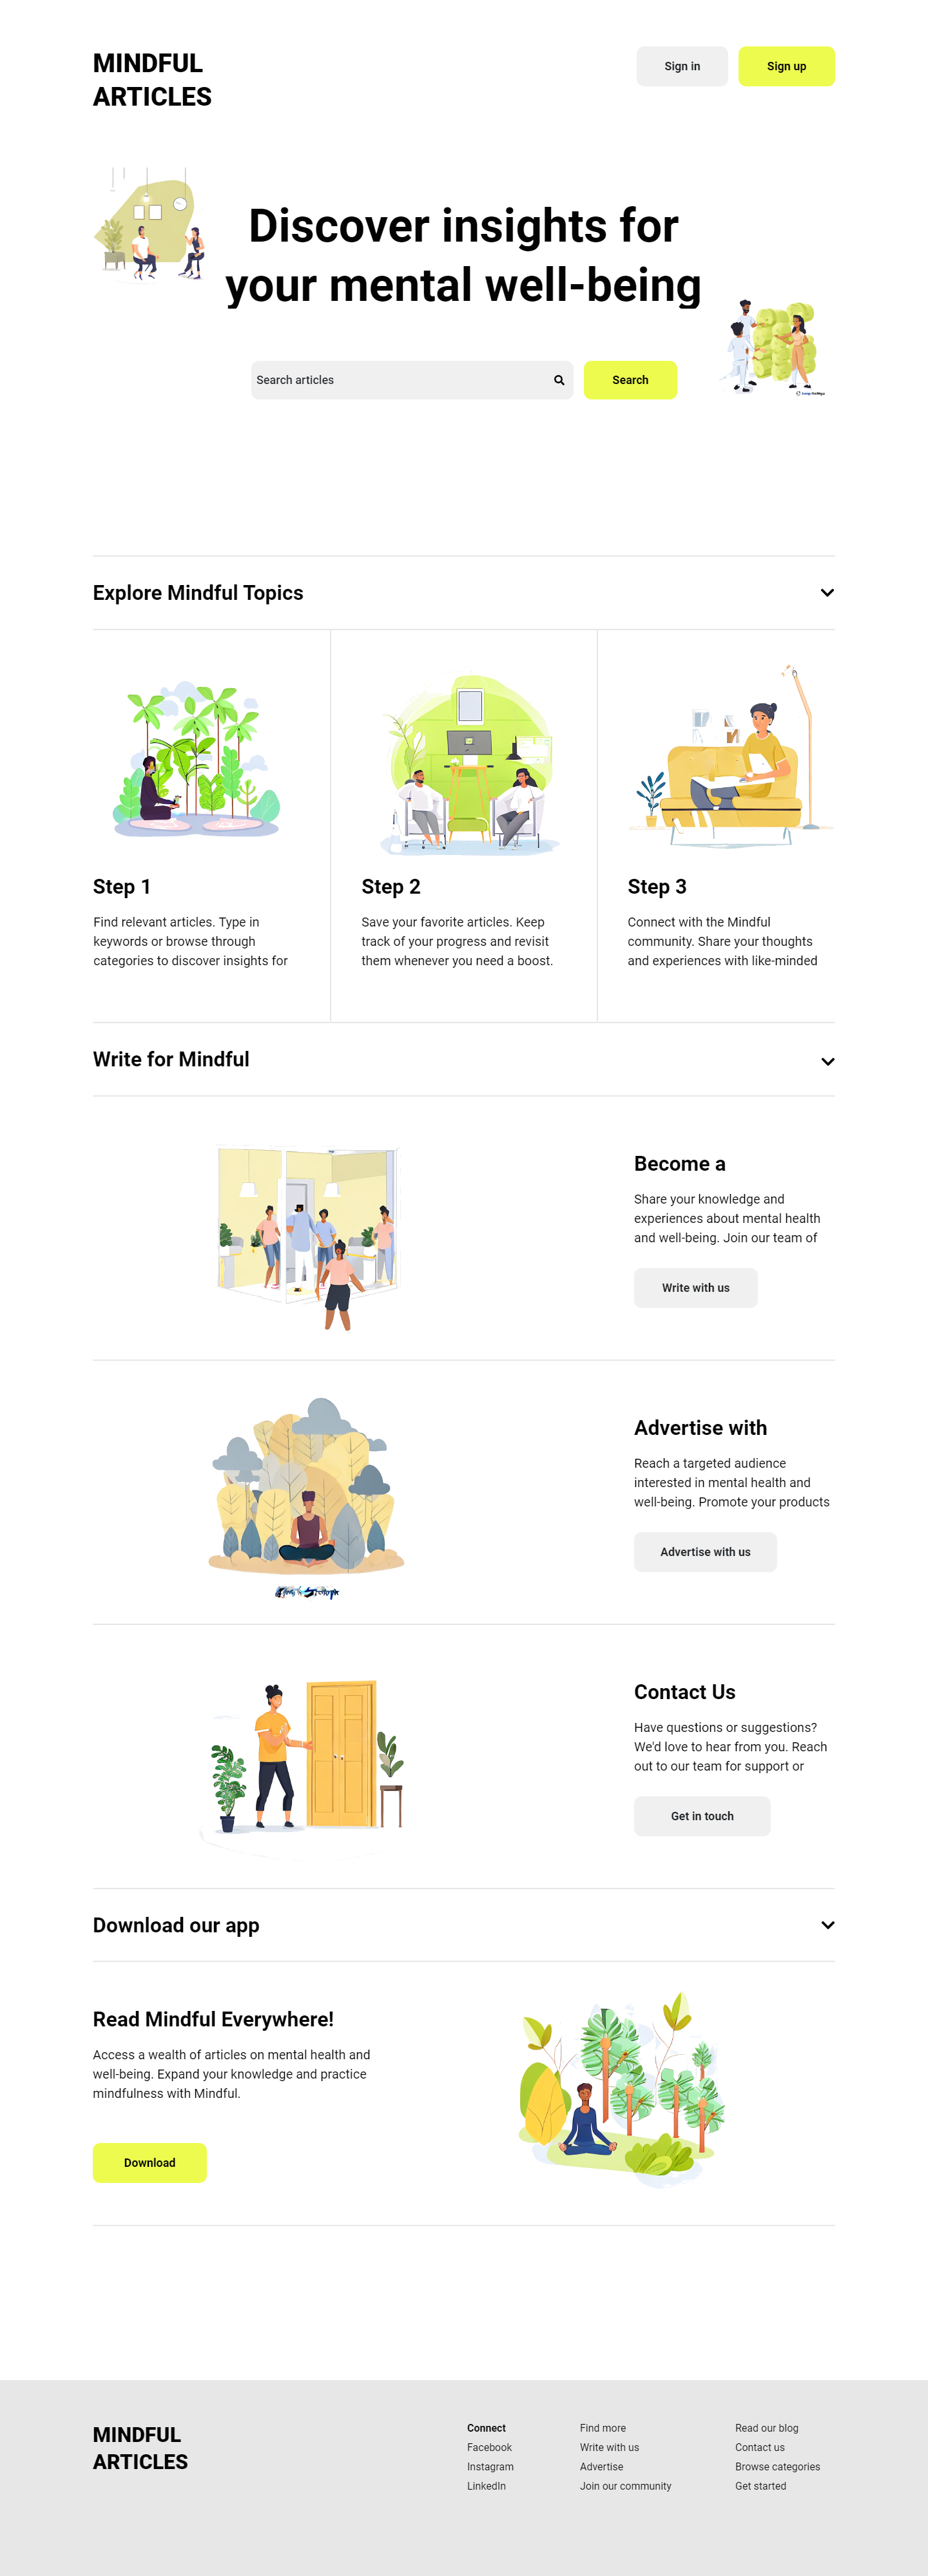 MINDFUL
ARTICLES
Sign in
Sign up
Discover insights for
your mental well-being
Search articles
Search
Explore Mindful Topics
Step 1
Find relevant articles. Type in
keywords or browse through
categories to discover insights for
Step 2
Save your favorite articles. Keep
track of your progress and revisit
them whenever you need a boost.
Step 3
Connect with the Mindful
community. Share your thoughts
and experiences with like-minded
Write for Mindful
Become a
Share your knowledge and
experiences about mental health
and well-being. Join our team of
Write with us
Advertise with
Reach a targeted audience
interested in mental health and
well-being. Promote your products
Advertise with us
Contact Us
Have questions or suggestions?
We'd love to hear from you. Reach
out to our team for support or
Get in touch
Download our app
Read Mindful Everywhere!
Access a wealth of articles on mental health and
well-being. Expand your knowledge and practice
mindfulness with Mindful.
Download
MINDFUL
ARTICLES
Connect
Facebook
Instagram
LinkedIn
Find more
Write with us
Advertise
Join our community
Read our blog
Contact us
Browse categories
Get started